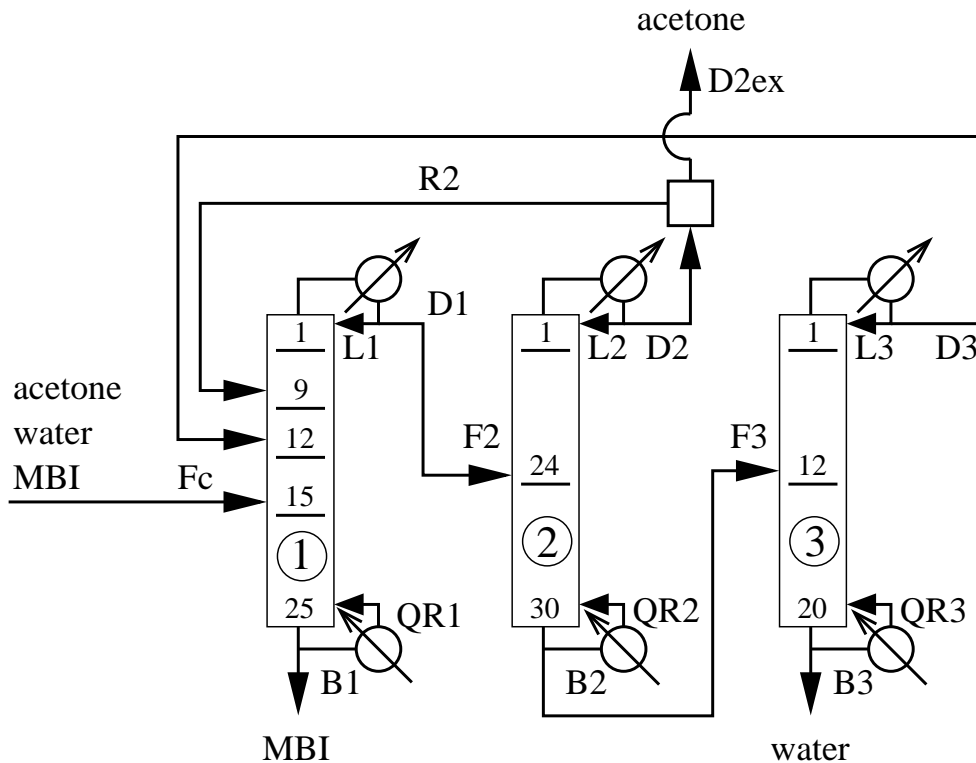 acetone
D2ex
R2
D1
L1
L2
D2
L3
D3
1
1
1
9
acetone
water
12
F2
F3
MBI
Fc
15
24
12
1
2
3
25
QR1
30
QR2
20
QR3
B1
B2
B3
MBI
water